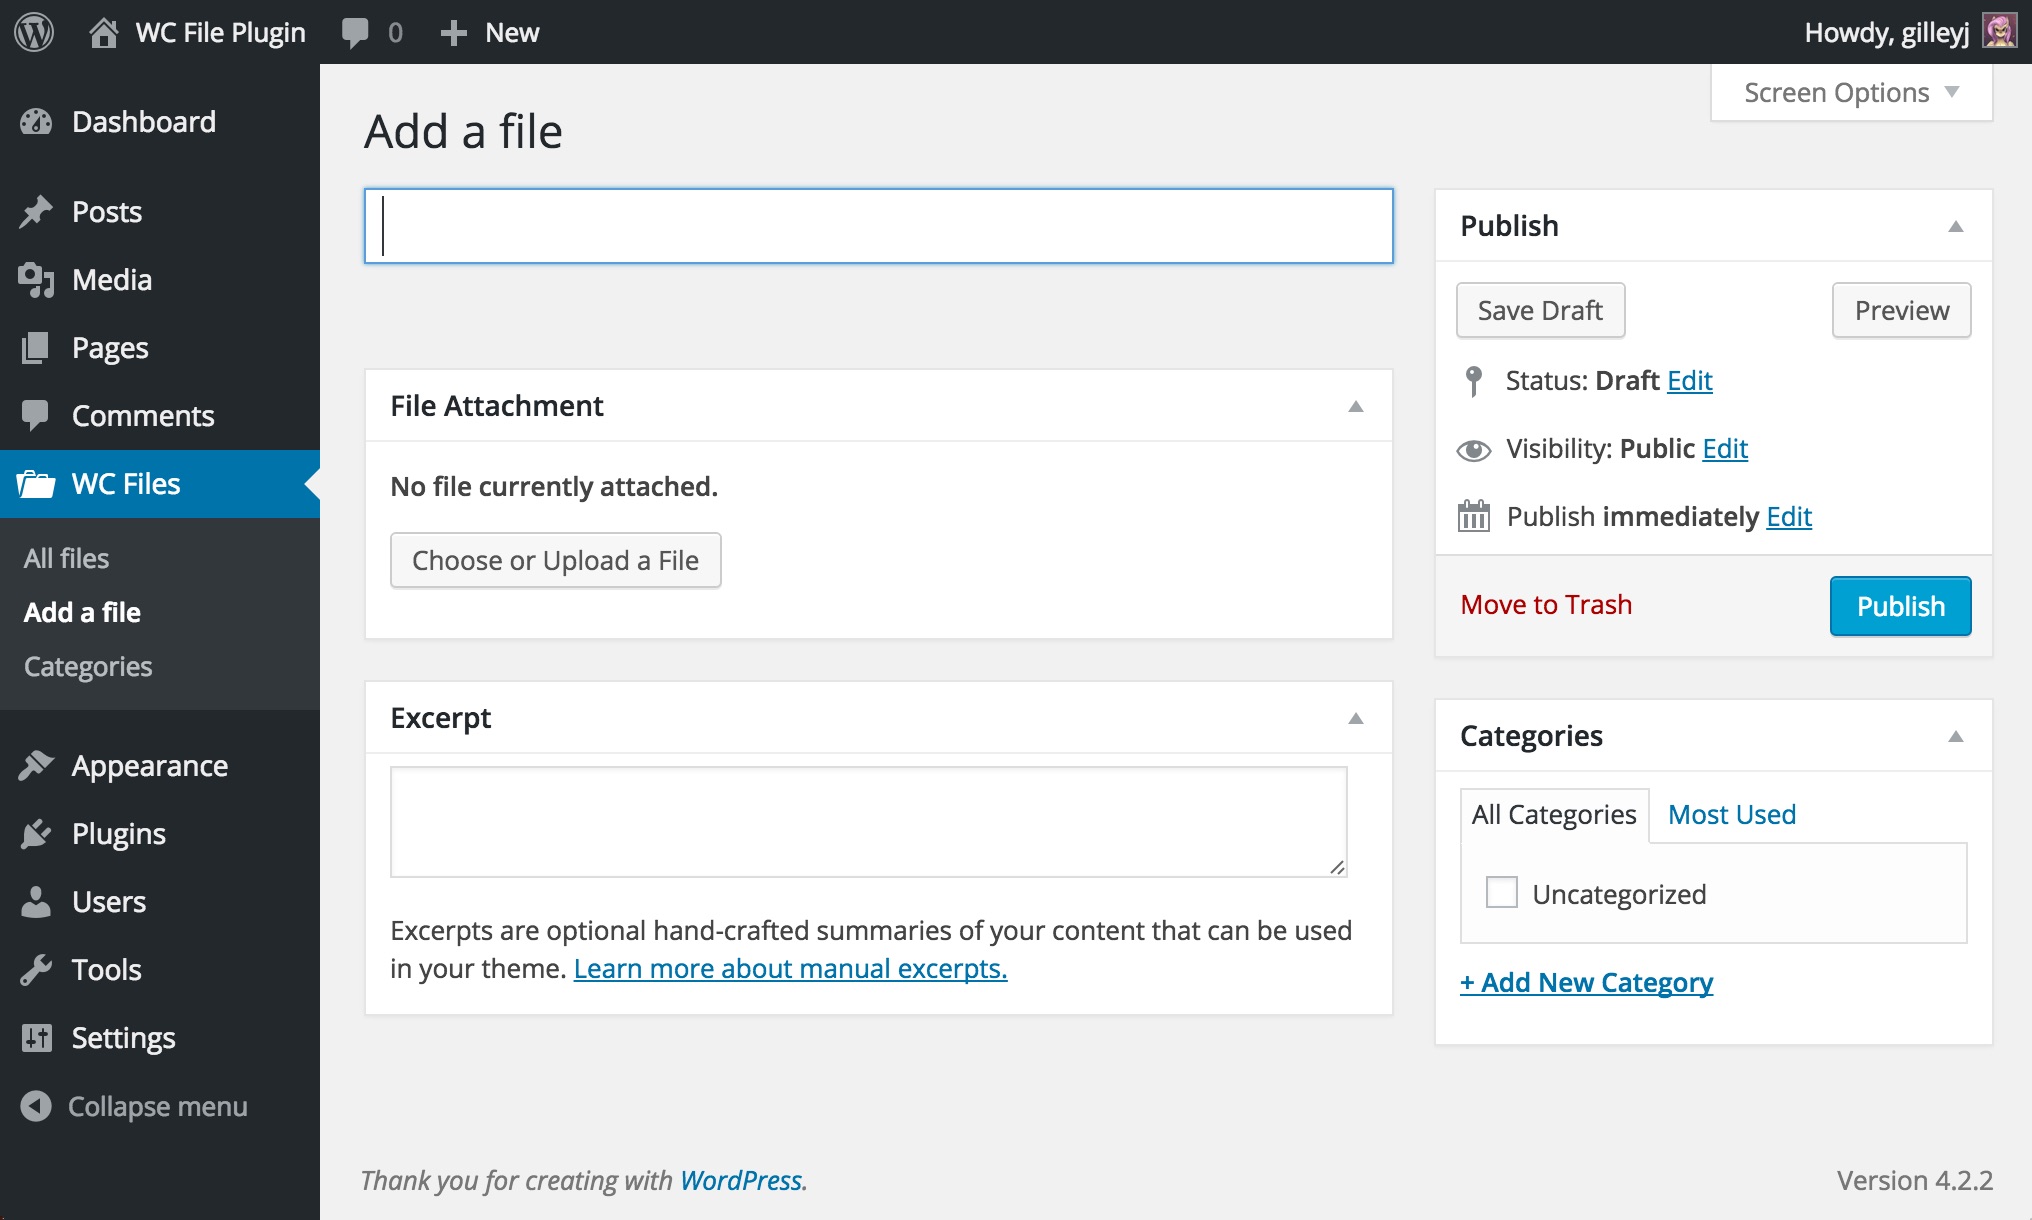 WC File Plugin
0
New
Howdy, gilleyj
Dashboard
Posts
Media
Pages
Comments
WC Files
All files
Add a file
Categories
Appearance
Plugins
Users
Tools
Settings
Collapse menu
Screen Options
Add a file
File Attachment
No file currently attached.
Choose or Upload a File
Excerpt
Excerpts are optional hand-crafted summaries of your content that can be used
in your theme. Learn more about manual excerpts.
Publish
Save Draft
Preview
Status: Draft Edit
Visibility: Public Edit
Publish immediately Edit
Move to Trash
Publish
Categories
All Categories
Most Used
Uncategorized
+ Add New Category
Thank you for creating with WordPress.
Version 4.2.2